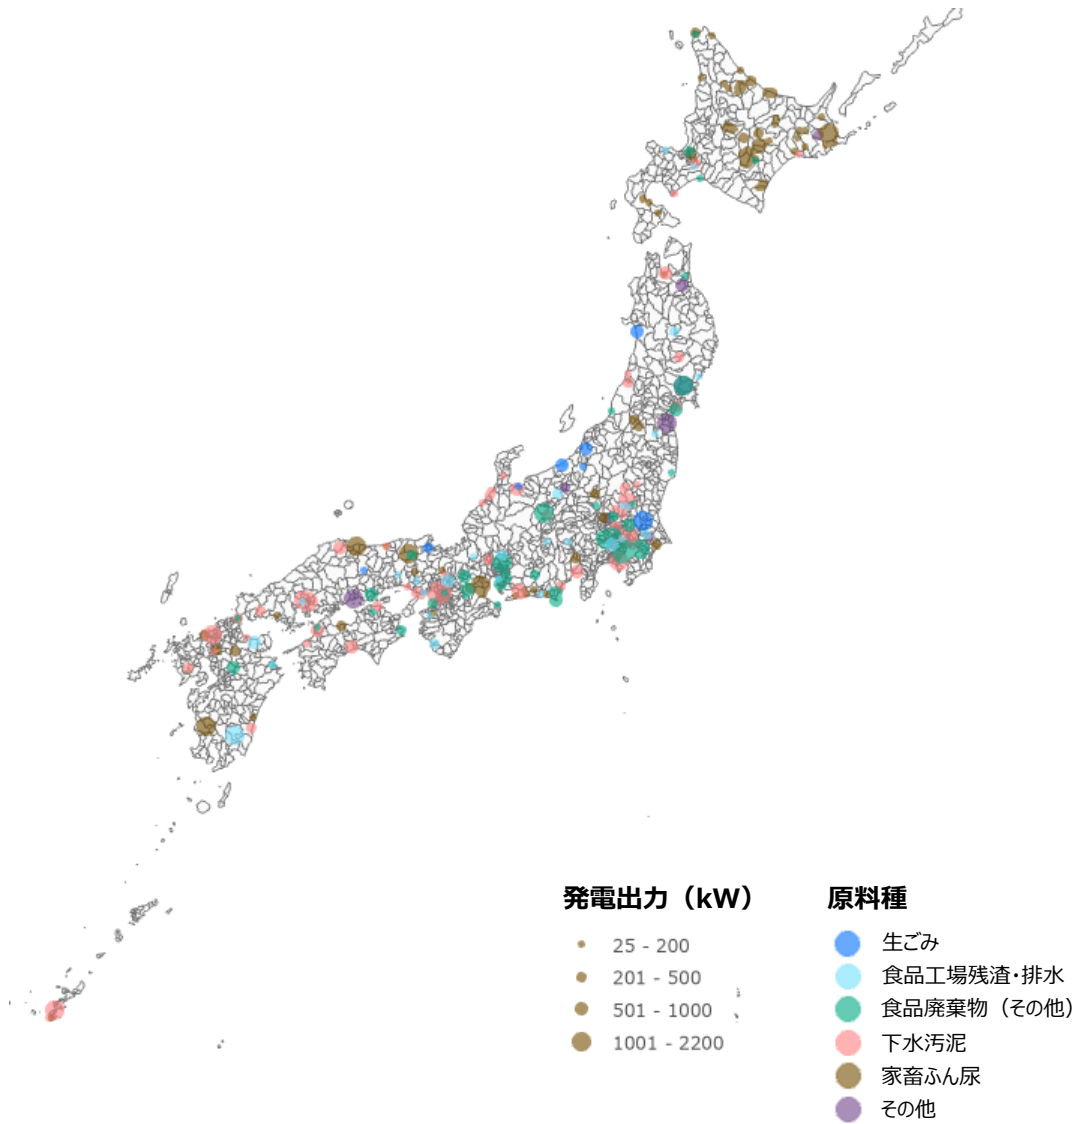 発電出力（kW）
25 - 200
201 - 500
501 - 1000
1001 - 2200
原料種
生ごみ
食品工場残渣・排水
食品廃棄物（その他）
下水汚泥
家畜ふん尿
その他